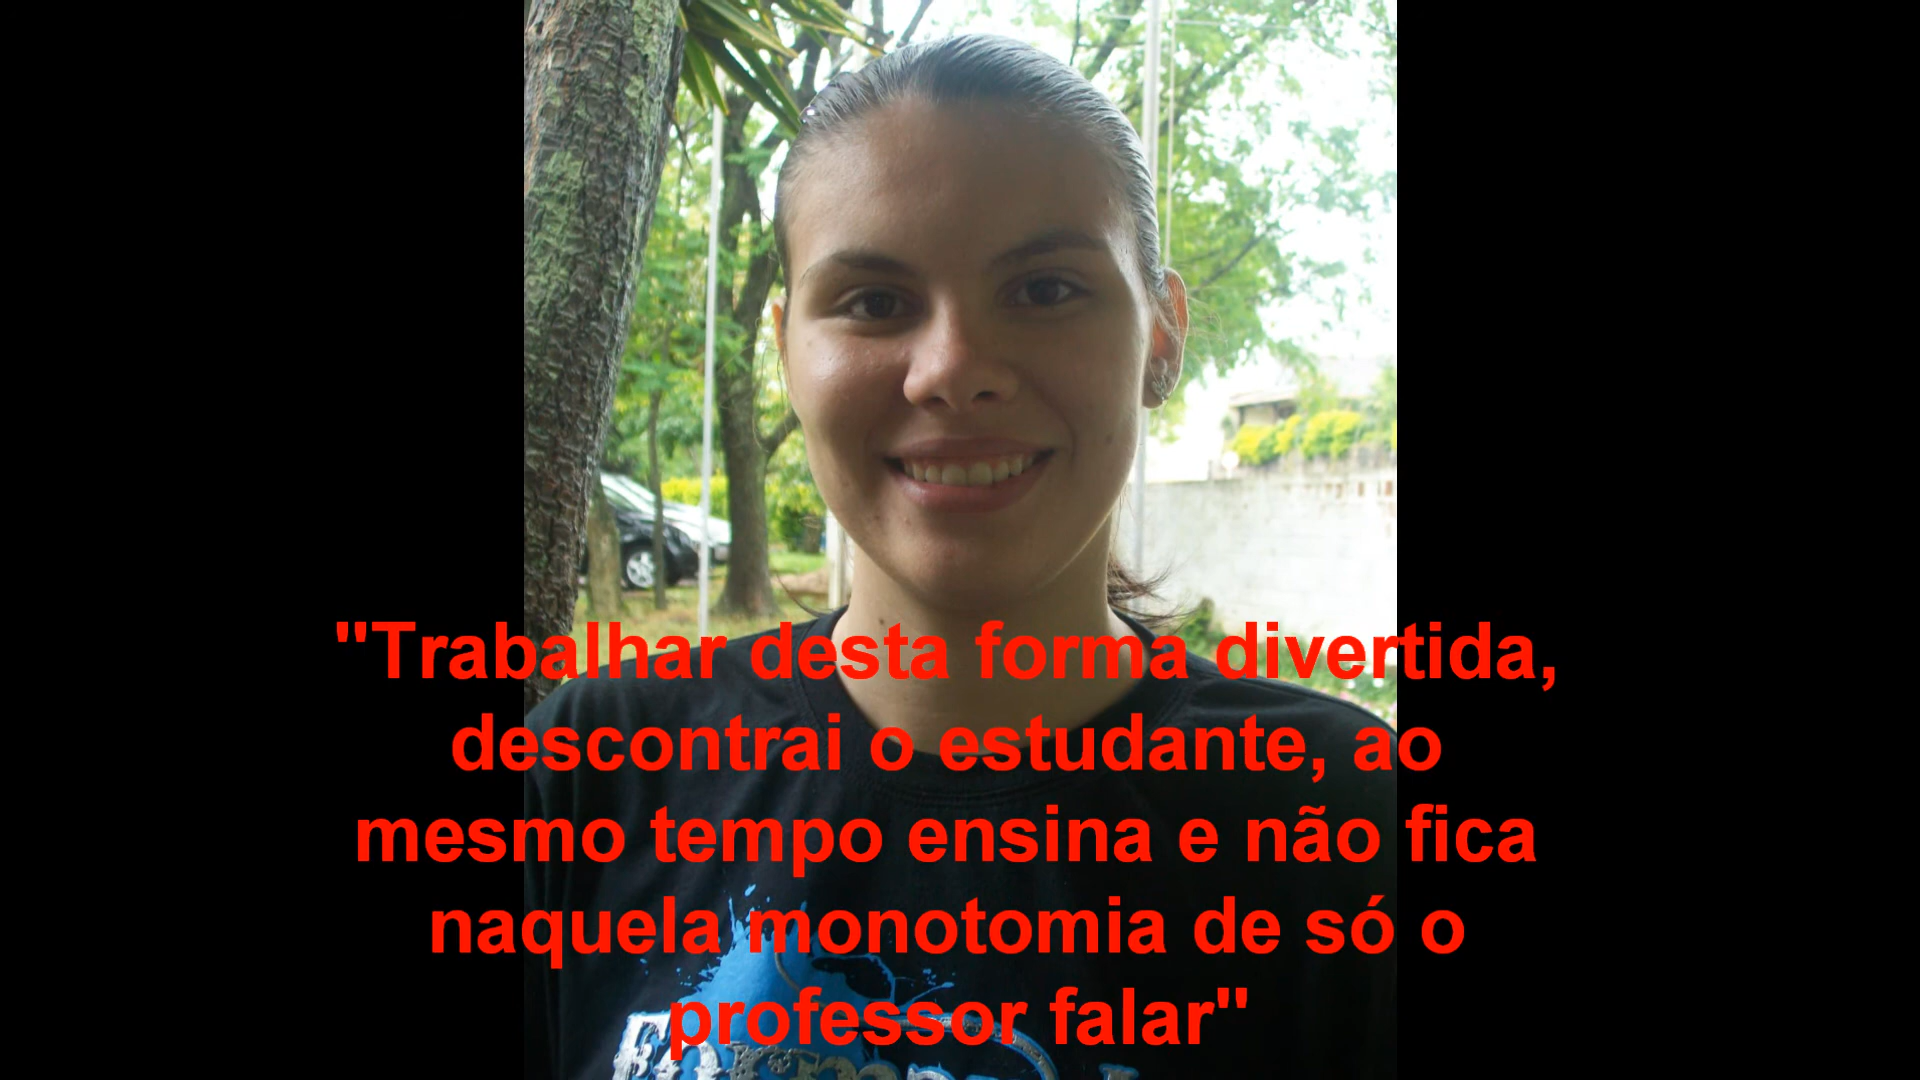 "Trabalhar desta forma divertida,
descontrai o estudante, ao
mesmo tempo ensina e não fica
naquela monotomia de só o
professor falar"